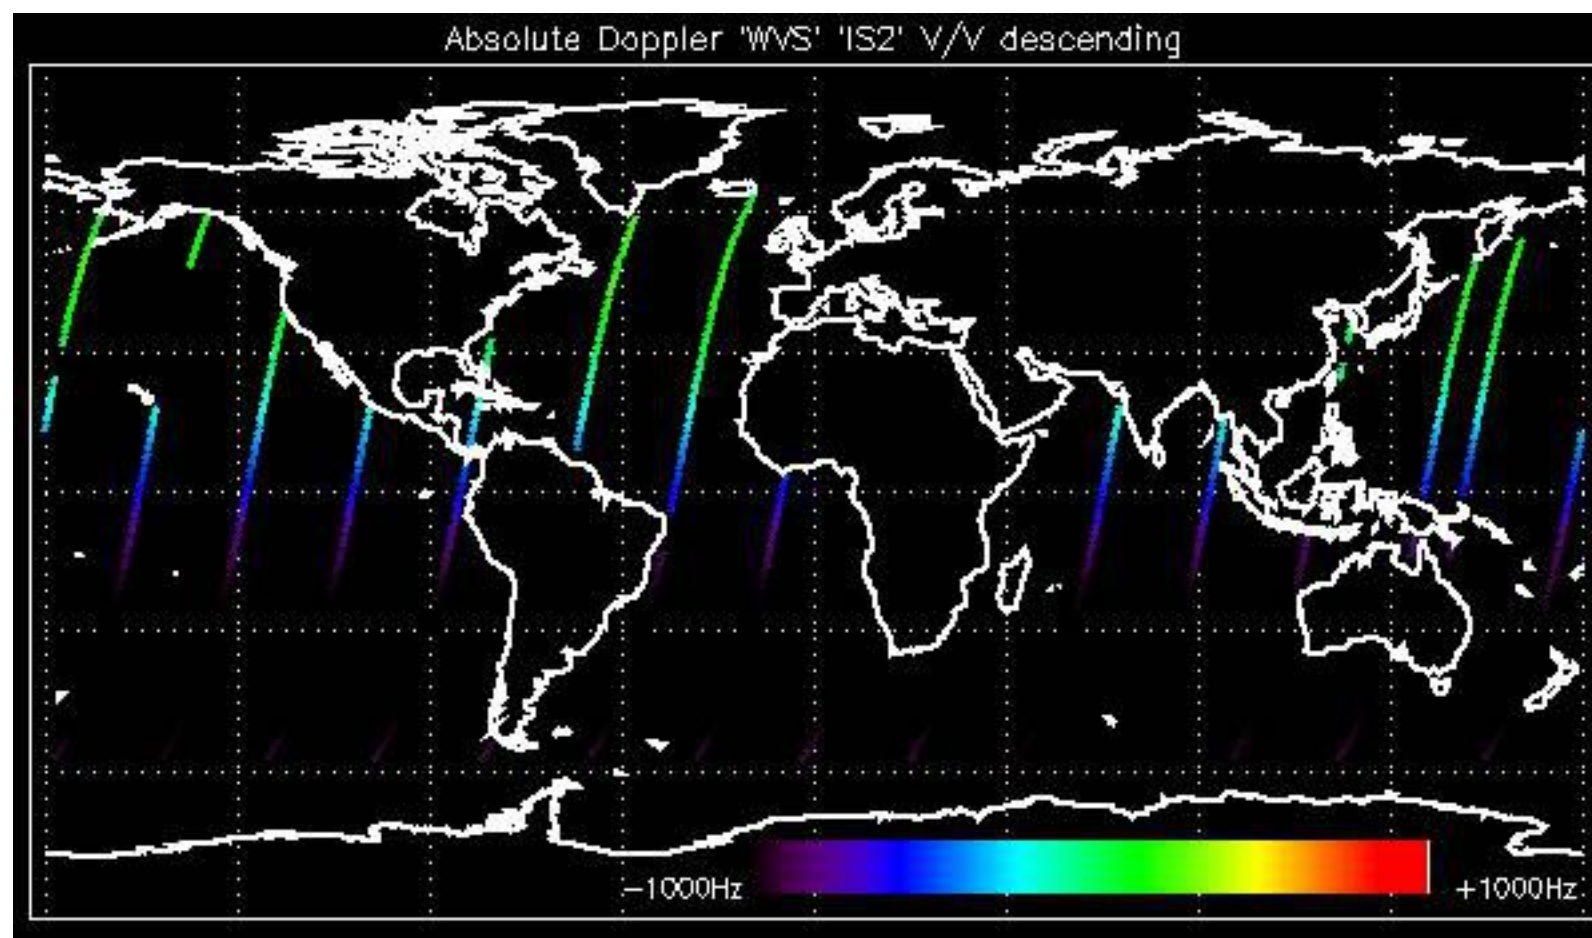 Absolute Doppler 'WVS' 'IS2' V/V descending
−1000Hz
+1000Hz